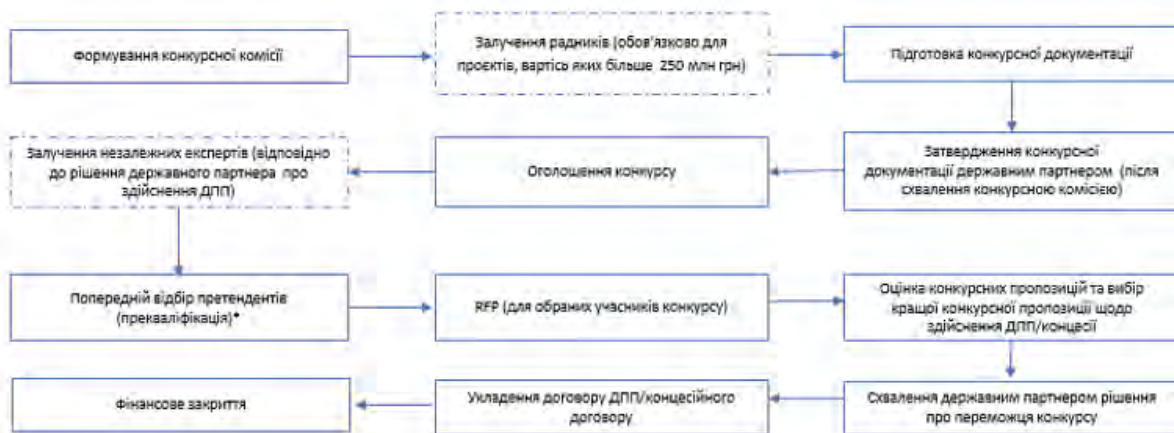 Формування конкурсної комісії
Залучення радників (обов'язково для
проєктів, вартість яких більше 250 млн грн)
Підготовка конкурсної документації
Залучення незалежних експертів (відповідно
до рішення державного партнера про
здійснення ДПП)
Оголошення конкурсу
Затвердження конкурсної
документації державним партнером (після
схвалення конкурсною комісією)
Попередній відбір претендентів
(прекваліфікація)*
RFP (для обраних учасників конкурсу)
Оцінка конкурсних пропозицій та вибір
кращої конкурсної пропозиції щодо
здійснення ДПП/концесії
Фінансове закриття
Укладення договору ДПП/концесійного
договору
Схвалення державним партнером рішення
про переможця конкурсу